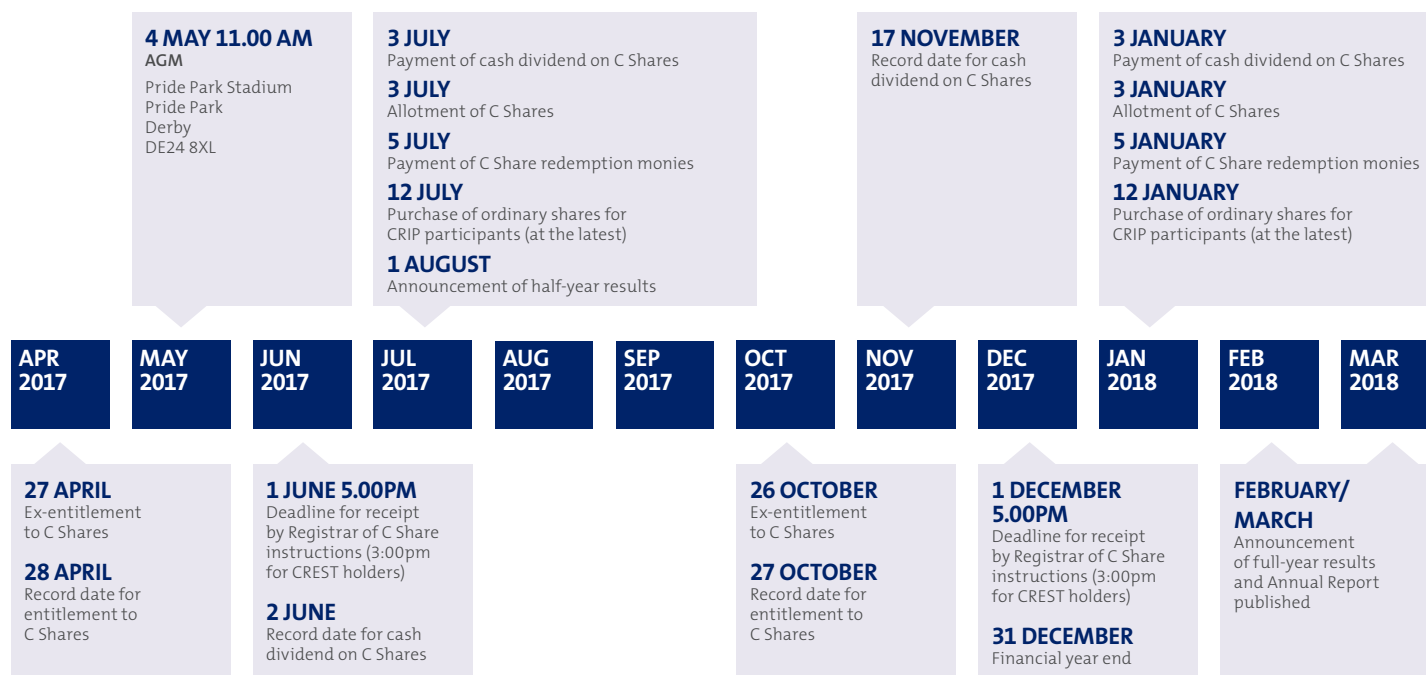 4 MAY 11.00 AM
AGM
Pride Park Stadium
Pride Park
Derby
DE24 8XL
3 JULY
Payment of cash dividend on C Shares
3 JULY
Allotment of C Shares
5 JULY
Payment of C Share redemption monies
12 JULY
Purchase of ordinary shares for
CRIP participants (at the latest)
1 AUGUST
Announcement of half-year results
17 NOVEMBER
Record date for cash
dividend on C Shares
3 JANUARY
Payment of cash dividend on C Shares
3 JANUARY
Allotment of C Shares
5 JANUARY
Payment of C Share redemption monies
12 JANUARY
Purchase of ordinary shares for
CRIP participants (at the latest)
APR
2017
MAY
2017
JUN
2017
JUL
2017
AUG
2017
SEP
2017
OCT
2017
NOV
2017
DEC
2017
JAN
2018
FEB
2018
MAR
2018
27 APRIL
Ex-entitlement
to C Shares
28 APRIL
Record date for
entitlement to
C Shares
1 JUNE 5.00PM
Deadline for receipt
by Registrar of C Share
instructions (3:00pm
for CREST holders)
2 JUNE
Record date for cash
dividend on C Shares
26 OCTOBER
Ex-entitlement
to C Shares
27 OCTOBER
Record date for
entitlement to
C Shares
1 DECEMBER
5.00PM
Deadline for receipt
by Registrar of C Share
instructions (3:00pm
for CREST holders)
31 DECEMBER
Financial year end
FEBRUARY/
MARCH
Announcement
of full-year results
and Annual Report
published